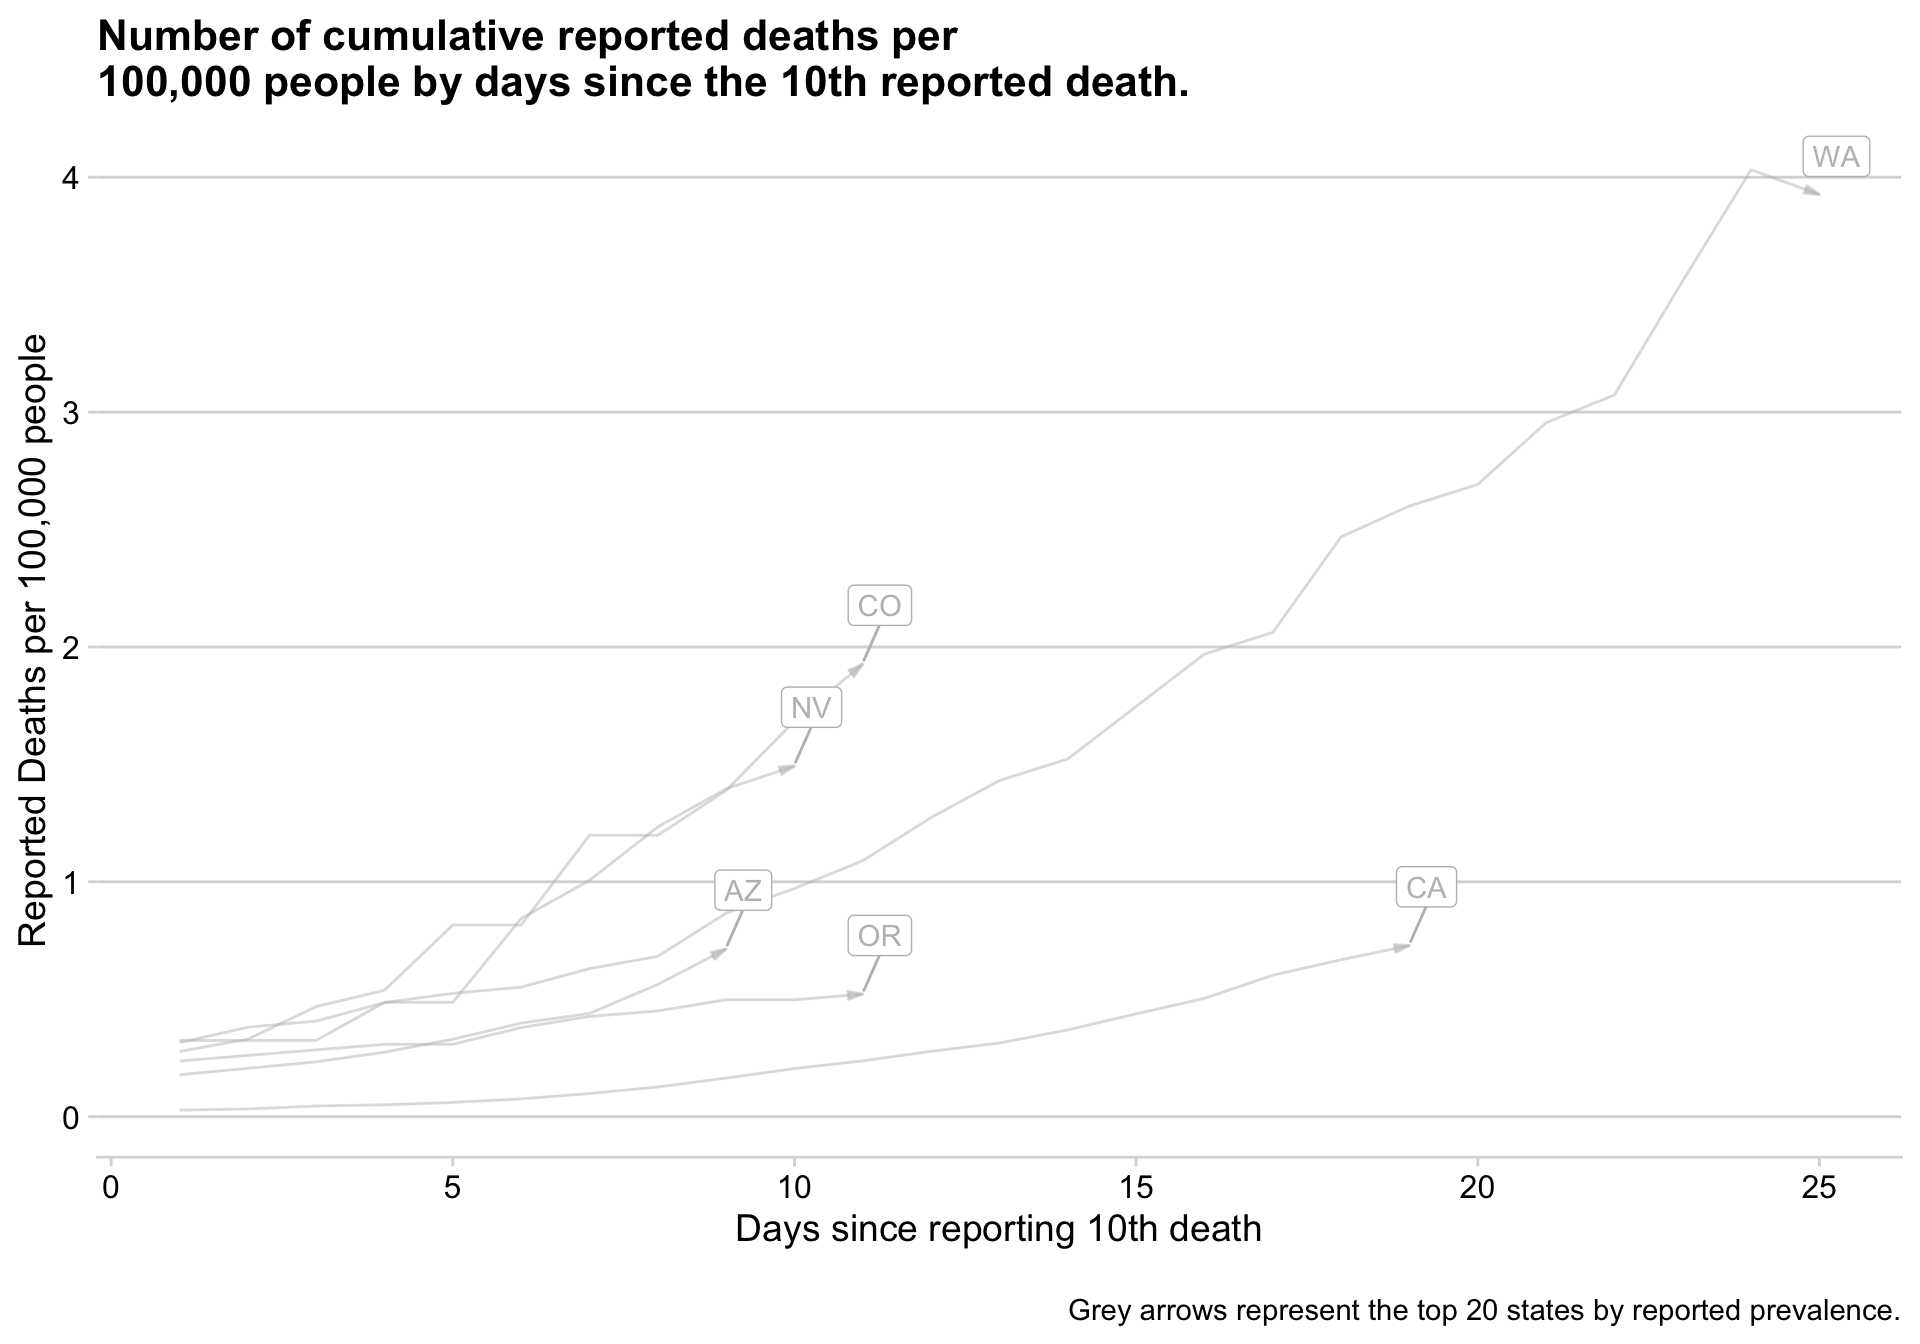 Number of cumulative reported deaths per
100,000 people by days since the 10th reported death.
Reported Deaths per 100,000 people
4
3
2
1
0
WA
CO
NV
AZ
OR
CA
0 5 10 15 20 25
Days since reporting 10th death
Grey arrows represent the top 20 states by reported prevalence.